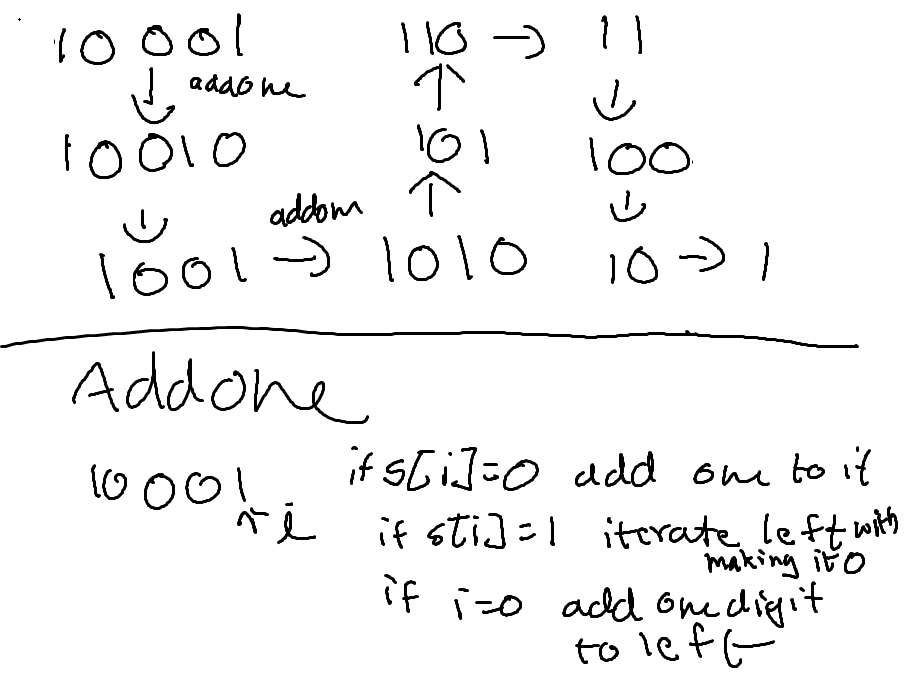 10001 110 → 11
↓ addone ↑ ↓
10010 101 100
↓ addom ↑ ↓
1001 → 1010 10 → 1
Addone
10001 if s[i]=0 add one to it
↑ i if s[i]=1 iterate left with
making it 0
if i=0 add one digit
to left